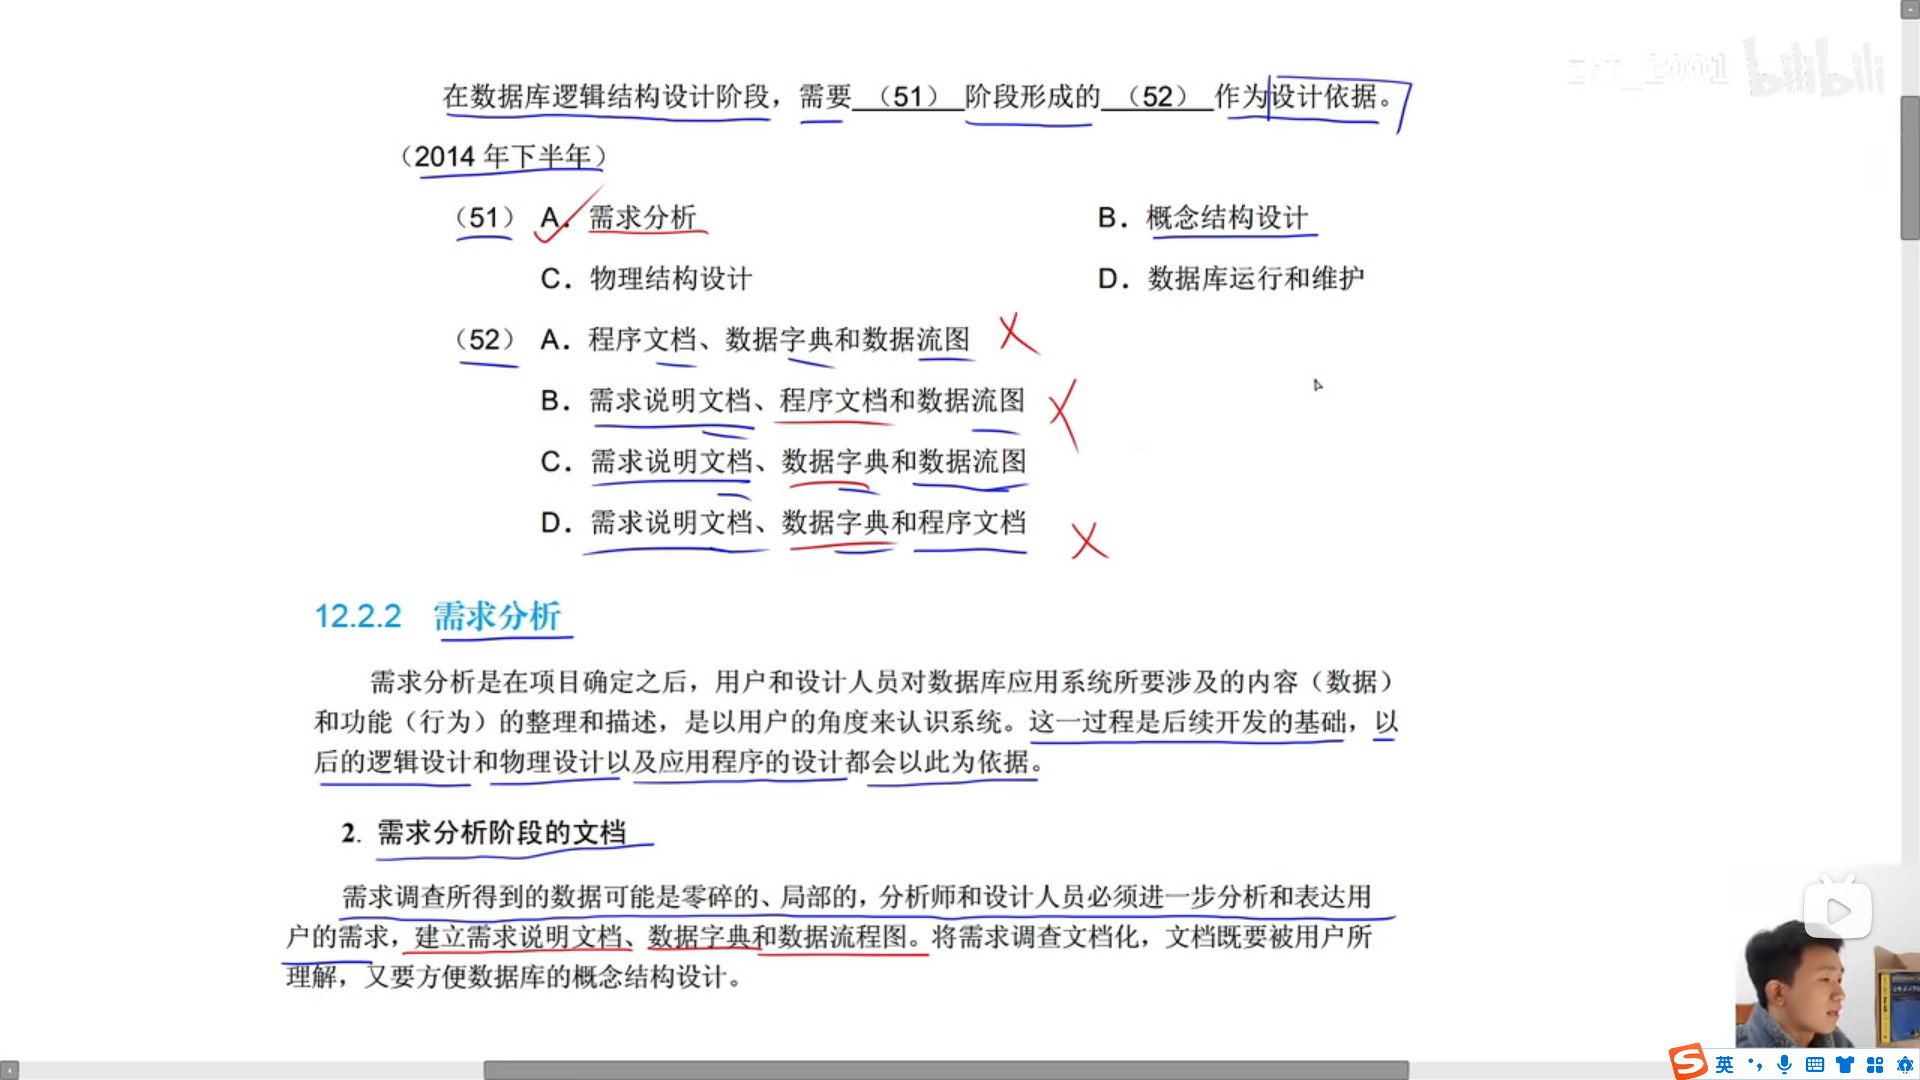 在数据库逻辑结构设计阶段，需要 （51） 阶段形成的 （52） 作为设计依据。
（2014 年下半年）
（51） A. 需求分析 B. 概念结构设计
C. 物理结构设计 D. 数据库运行和维护
（52） A. 程序文档、数据字典和数据流图
B. 需求说明文档、程序文档和数据流图
C. 需求说明文档、数据字典和数据流图
D. 需求说明文档、数据字典和程序文档
12.2.2 需求分析
需求分析是在项目确定之后，用户和设计人员对数据库应用系统所要涉及的内容（数据）
和功能（行为）的整理和描述，是以用户的角度来认识系统。这一过程是后续开发的基础，以
后的逻辑设计和物理设计以及应用程序的设计都会以此为依据。
2. 需求分析阶段的文档
需求调查所得到的数据可能是零碎的、局部的，分析师和设计人员必须进一步分析和表达用
户的需求，建立需求说明文档、数据字典和数据流程图。将需求调查文档化，文档既要被用户所
理解，又要方便数据库的概念结构设计。
bilibili
英